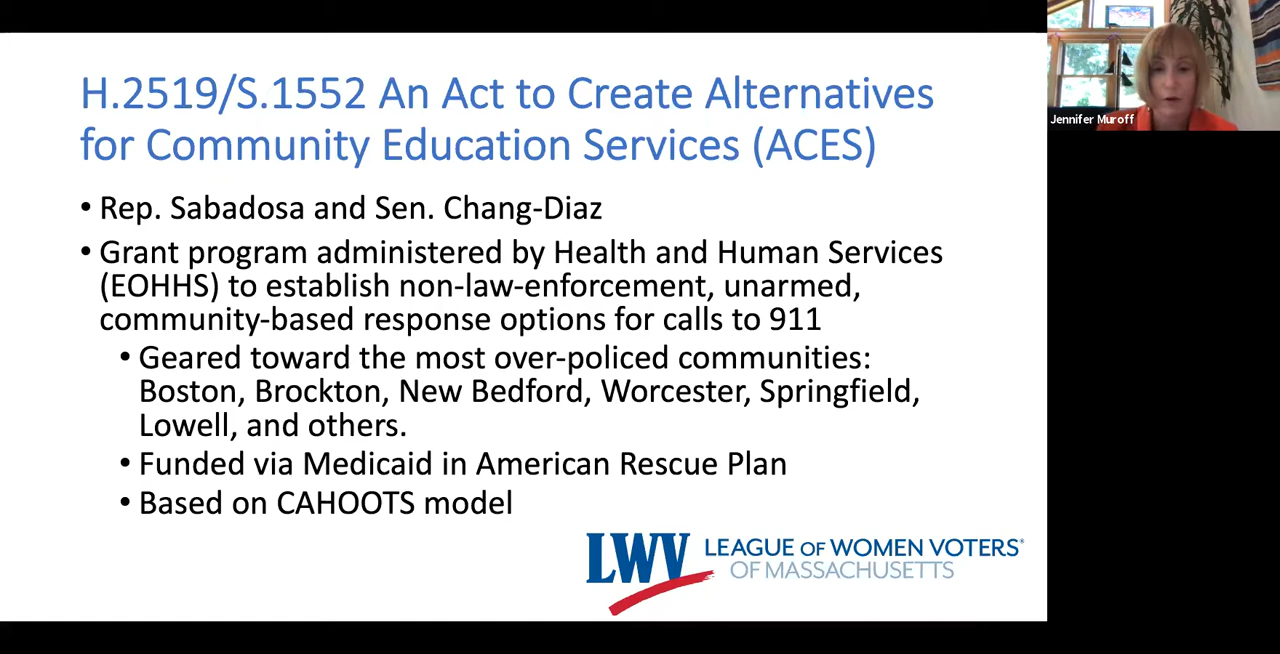 H.2519/S.1552 An Act to Create Alternatives
for Community Education Services (ACES)
• Rep. Sabadosa and Sen. Chang-Diaz
• Grant program administered by Health and Human Services
(EOHHS) to establish non-law-enforcement, unarmed,
community-based response options for calls to 911
• Geared toward the most over-policed communities:
Boston, Brockton, New Bedford, Worcester, Springfield,
Lowell, and others.
• Funded via Medicaid in American Rescue Plan
• Based on CAHOOTS model
LWV LEAGUE OF WOMEN VOTERS®
OF MASSACHUSETTS
Jennifer Muroff